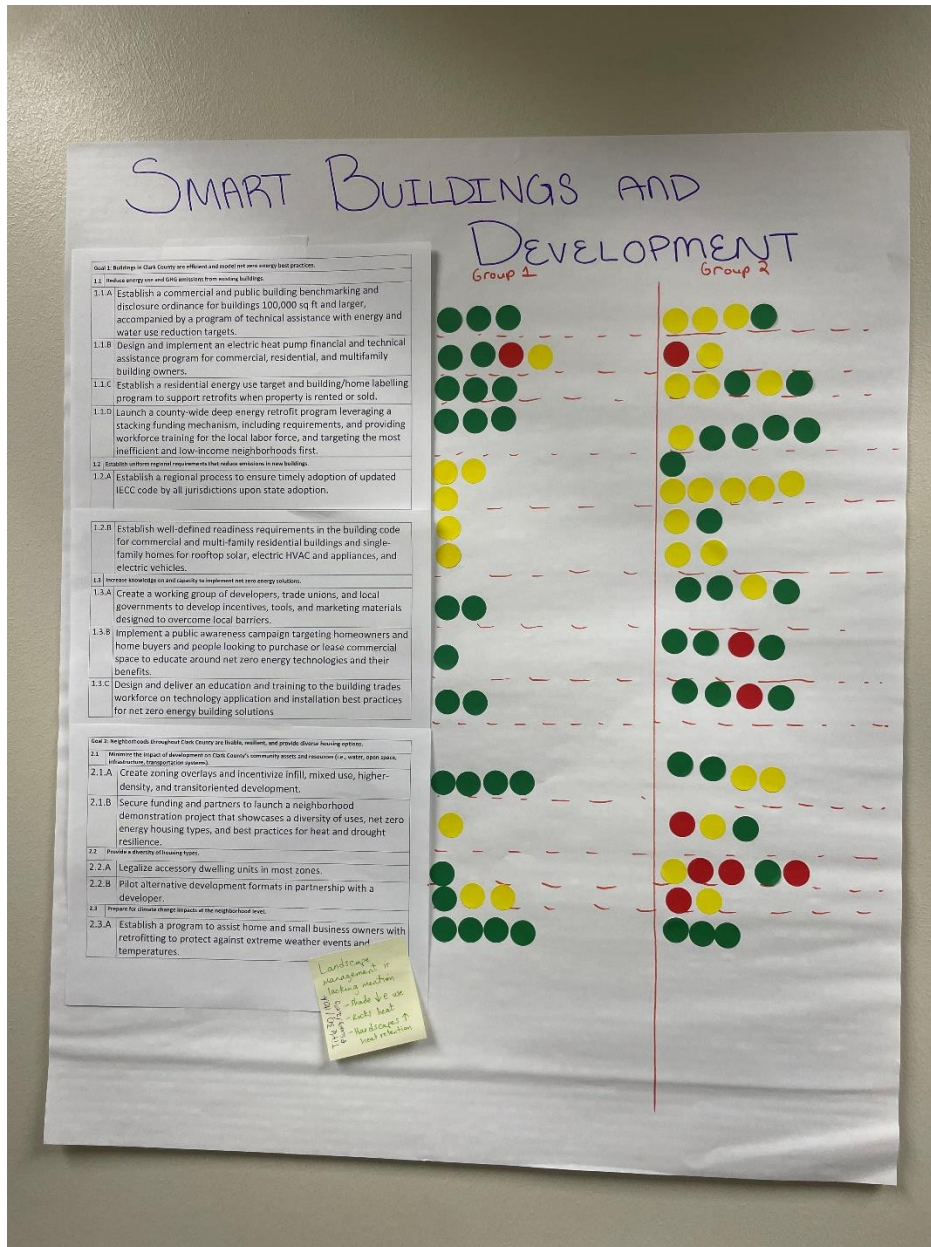 SMART BUILDINGS AND
DEVELOPMENT
Group 1
Group 2
Goal 1: Buildings in Clark County are efficient and model net zero energy best practices.
1.1 Reduce energy use and GHG emissions from existing buildings.
1.1.A Establish a commercial and public building benchmarking and
disclosure ordinance for buildings 100,000 sq ft and larger,
accompanied by a program of technical assistance with energy and
water use reduction targets.
1.1.B Design and implement an electric heat pump financial and technical
assistance program for commercial, residential, and multifamily
building owners.
1.1.C Establish a residential energy use target and building/home labelling
program to support retrofits when property is rented or sold.
1.1.D Launch a county-wide deep energy retrofit program leveraging a
stacking funding mechanism, including requirements, and providing
workforce training for the local labor force, and targeting the most
inefficient and low-income neighborhoods first.
1.2 Establish uniform regional requirements that reduce emissions in new buildings.
1.2.A Establish a regional process to ensure timely adoption of updated
IECC code by all jurisdictions upon state adoption.
1.2.B Establish well-defined readiness requirements in the building code
for commercial and multi-family residential buildings and single-
family homes for rooftop solar, electric HVAC and appliances, and
electric vehicles.
1.3 Increase knowledge on and capacity to implement net zero energy solutions.
1.3.A Create a working group of developers, trade unions, and local
governments to develop incentives, tools, and marketing materials
designed to overcome local barriers.
1.3.B Implement a public awareness campaign targeting homeowners and
home buyers and people looking to purchase or lease commercial
space to educate around net zero energy technologies and their
benefits.
1.3.C Design and deliver an education and training to the building trades
workforce on technology application and installation best practices
for net zero energy building solutions
Goal 2: Neighborhoods throughout Clark County are livable, resilient, and provide diverse housing options.
2.1 Minimize the impact of development on Clark County's community assets and resources (i.e., water, open space,
infrastructure, transportation systems).
2.1.A Create zoning overlays and incentivize infill, mixed use, higher-
density, and transitoriented development.
2.1.B Secure funding and partners to launch a neighborhood
demonstration project that showcases a diversity of uses, net zero
energy housing types, and best practices for heat and drought
resilience.
2.2 Provide a diversity of housing types.
2.2.A Legalize accessory dwelling units in most zones.
2.2.B Pilot alternative development formats in partnership with a
developer.
2.3 Prepare for climate change impacts at the neighborhood level.
2.3.A Establish a program to assist home and small business owners with
retrofitting to protect against extreme weather events and
temperatures.
Landscape
management is
lacking mention
- Shade ↓ E use
- Rocks heat
- Hardscapes ↑
heat retention
Title 30